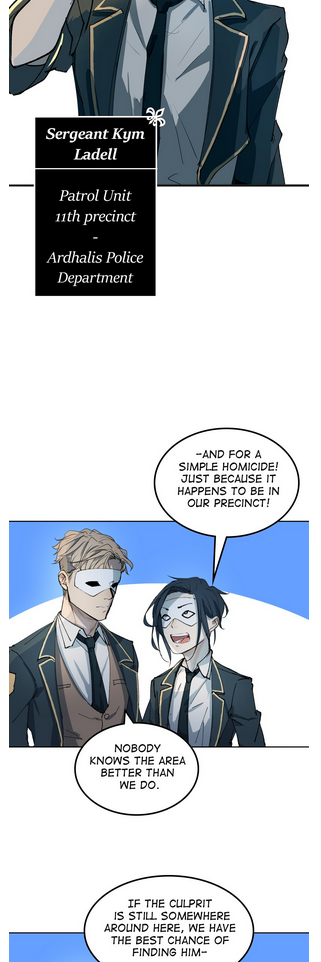 Sergeant Kym
Ladell
Patrol Unit
11th precinct
-
Ardhalis Police
Department
-AND FOR A
SIMPLE HOMICIDE!
JUST BECAUSE IT
HAPPENS TO BE IN
OUR PRECINCT!
NOBODY
KNOWS THE AREA
BETTER THAN
WE DO.
IF THE CULPRIT
IS STILL SOMEWHERE
AROUND HERE, WE HAVE
THE BEST CHANCE OF
FINDING HIM-